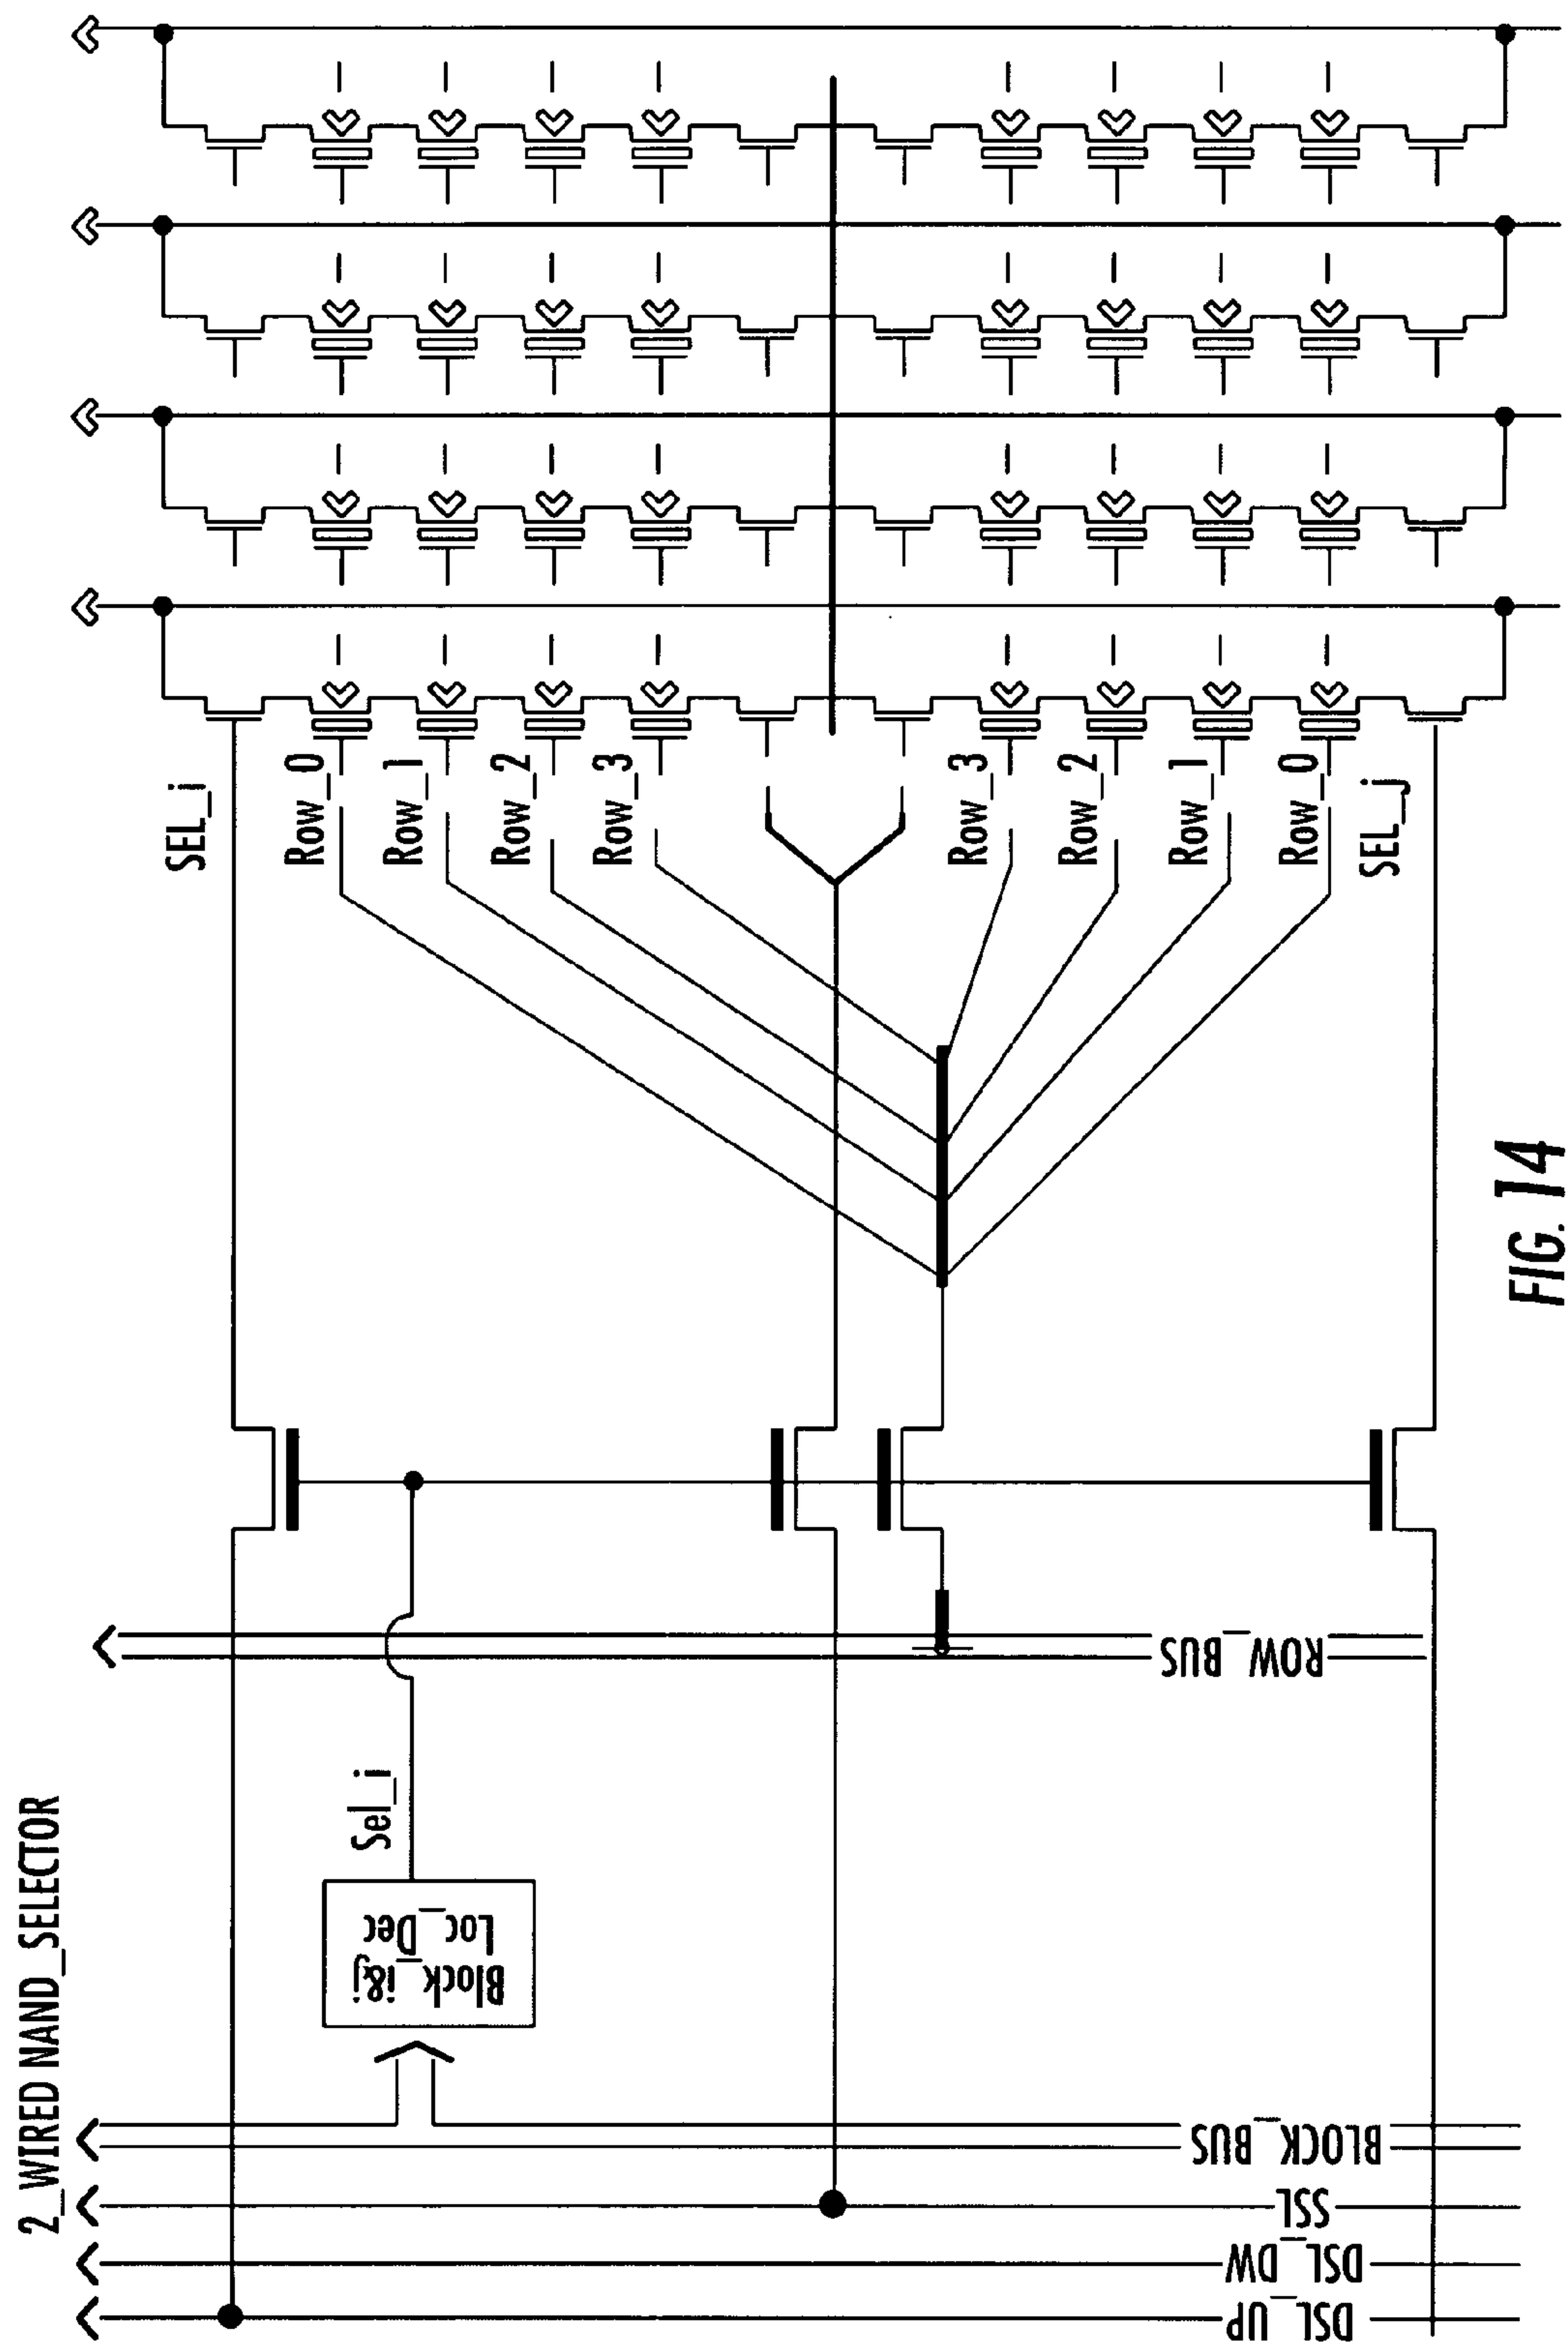 2_WIRED NAND_SELECTOR
SEL_i
Row_0
Row_1
Row_2
Row_3
Row_3
Row_2
Row_1
Row_0
SEL_j
Sel_i
Block_i&j
Loc_Dec
ROW_BUS
BLOCK_BUS
SSL
DSL_DW
DSL_UP
FIG. 14